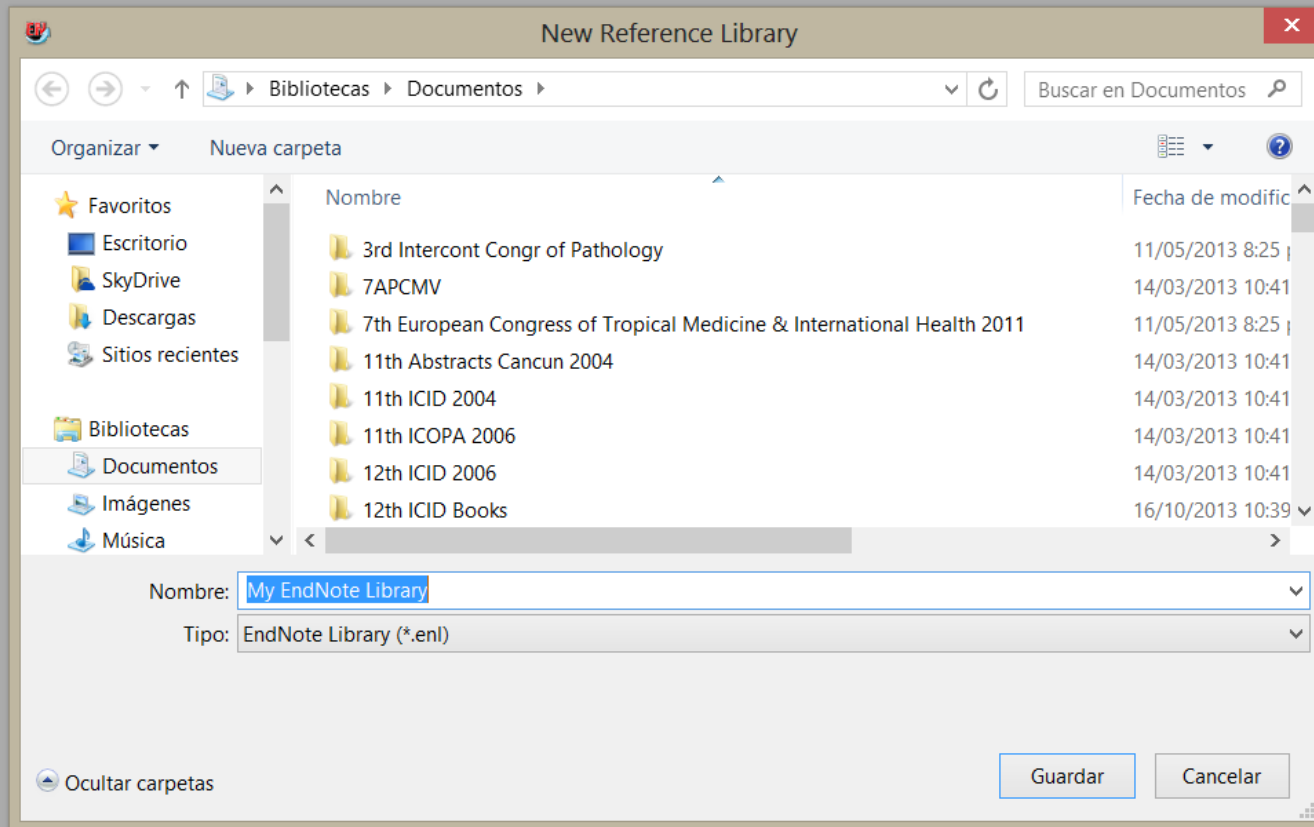 New Reference Library
Bibliotecas Documentos
Buscar en Documentos
Organizar Nueva carpeta
Favoritos
Escritorio
SkyDrive
Descargas
Sitios recientes
Bibliotecas
Documentos
Imágenes
Música
Nombre Fecha de modific
3rd Intercont Congr of Pathology 11/05/2013 8:25 p
7APCMV 14/03/2013 10:41
7th European Congress of Tropical Medicine & International Health 2011 11/05/2013 8:25 p
11th Abstracts Cancun 2004 14/03/2013 10:41
11th ICID 2004 14/03/2013 10:41
11th ICOPA 2006 14/03/2013 10:41
12th ICID 2006 14/03/2013 10:41
12th ICID Books 16/10/2013 10:39
Nombre: My EndNote Library
Tipo: EndNote Library (*.enl)
Ocultar carpetas
Guardar Cancelar